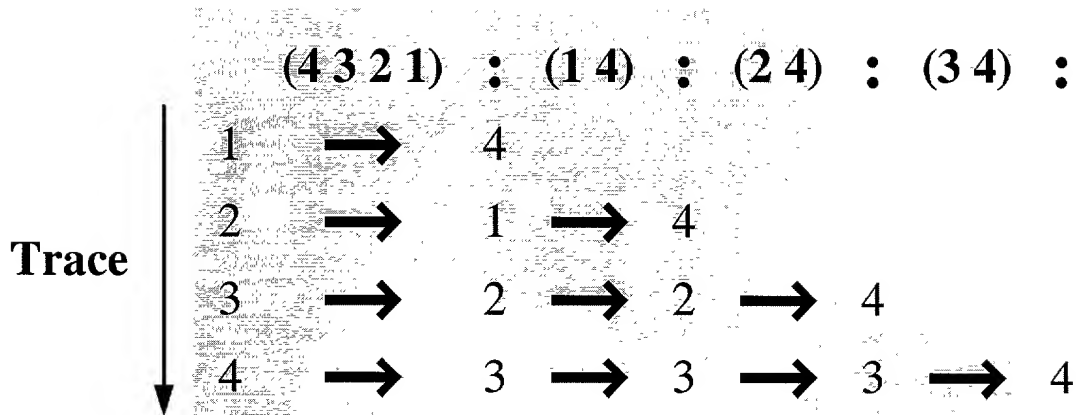 (4 3 2 1) : (1 4) : (2 4) : (3 4) :
1 → 4
2 → 1 → 4
Trace
3 → 2 → 2 → 4
4 → 3 → 3 → 3 → 4